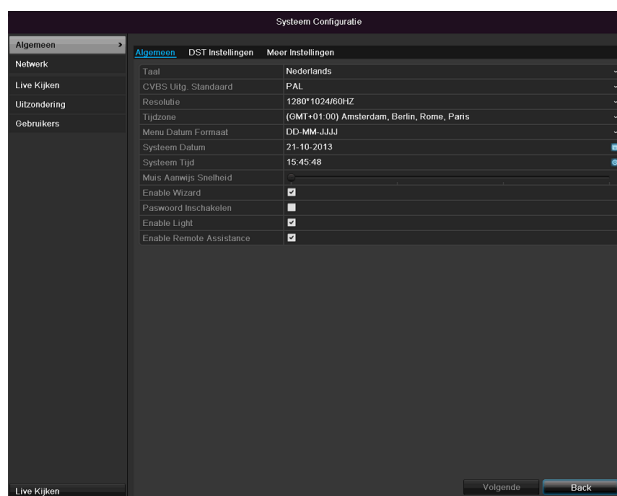 Systeem Configuratie
Algemeen
Netwerk
Live Kijken
Uitzondering
Gebruikers
Algemeen DST Instellingen Meer Instellingen
Taal Nederlands
CVBS Uitg. Standaard PAL
Resolutie 1280*1024/60HZ
Tijdzone (GMT+01:00) Amsterdam, Berlin, Rome, Paris
Menu Datum Formaat DD-MM-JJJJ
Systeem Datum 21-10-2013
Systeem Tijd 15:45:48
Muis Aanwijs Snelheid
Enable Wizard
Paswoord Inschakelen
Enable Light
Enable Remote Assistance
Live Kijken Volgende Back